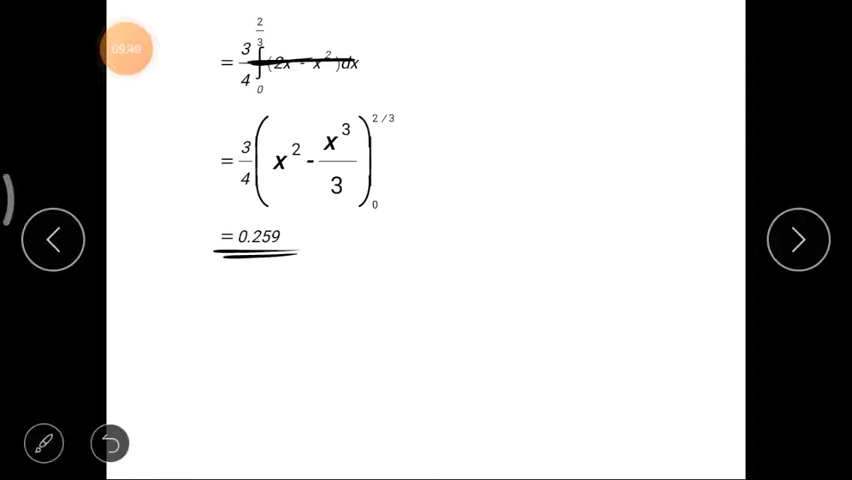 09:40
= 3/4 ∫₀^(2/3) (2x - x²)dx
= 3/4 (x² - x³/3)₀^(2/3)
= 0.259